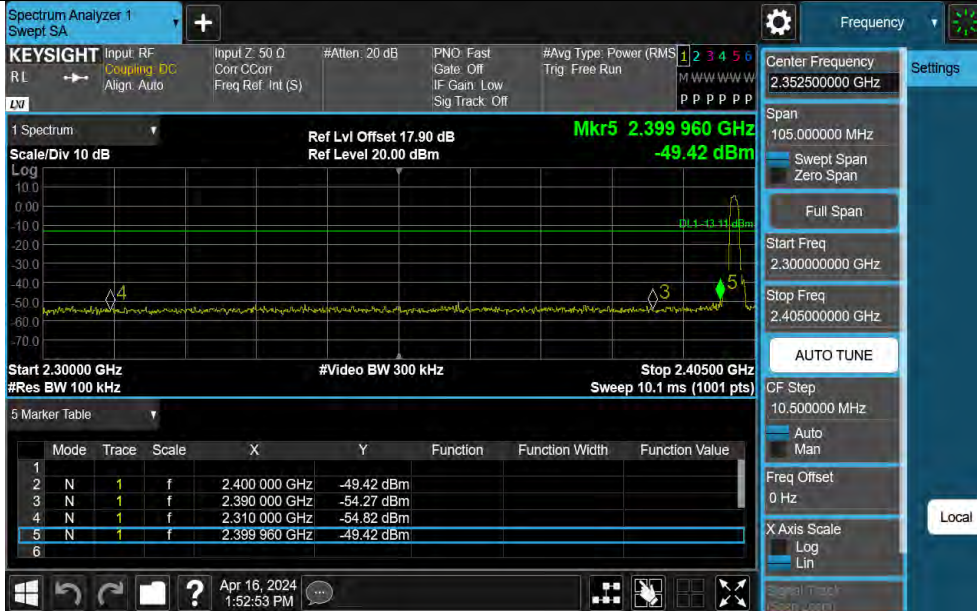 Spectrum Analyzer 1
Swept SA
+
Frequency
KEYSIGHT
RL
LXI
Input: RF
Coupling: DC
Align: Auto
Input Z: 50 Ω
Corr CCorr
Freq Ref: Int (S)
#Atten: 20 dB
PNO: Fast
Gate: Off
IF Gain: Low
Sig Track: Off
#Avg Type: Power (RMS
Trig: Free Run
1 2 3 4 5 6
M W W W W W
P P P P P P
1 Spectrum
Scale/Div 10 dB
Ref Lvl Offset 17.90 dB
Ref Level 20.00 dBm
Mkr5 2.399 960 GHz
-49.42 dBm
Log
10.0
0.00
-10.0
-20.0
-30.0
-40.0
-50.0
-60.0
-70.0
DL1 -13.11 dBm
4
3
5
Start 2.30000 GHz
#Res BW 100 kHz
#Video BW 300 kHz
Stop 2.40500 GHz
Sweep 10.1 ms (1001 pts)
5 Marker Table
Mode Trace Scale X Y Function Function Width Function Value
1
2 N 1 f 2.400 000 GHz -49.42 dBm
3 N 1 f 2.390 000 GHz -54.27 dBm
4 N 1 f 2.310 000 GHz -54.82 dBm
5 N 1 f 2.399 960 GHz -49.42 dBm
6
?
Apr 16, 2024
1:52:53 PM
Center Frequency
2.352500000 GHz
Settings
Span
105.000000 MHz
Swept Span
Zero Span
Full Span
Start Freq
2.300000000 GHz
Stop Freq
2.405000000 GHz
AUTO TUNE
CF Step
10.500000 MHz
Auto
Man
Freq Offset
0 Hz
X Axis Scale
Log
Lin
Local
Signal Track